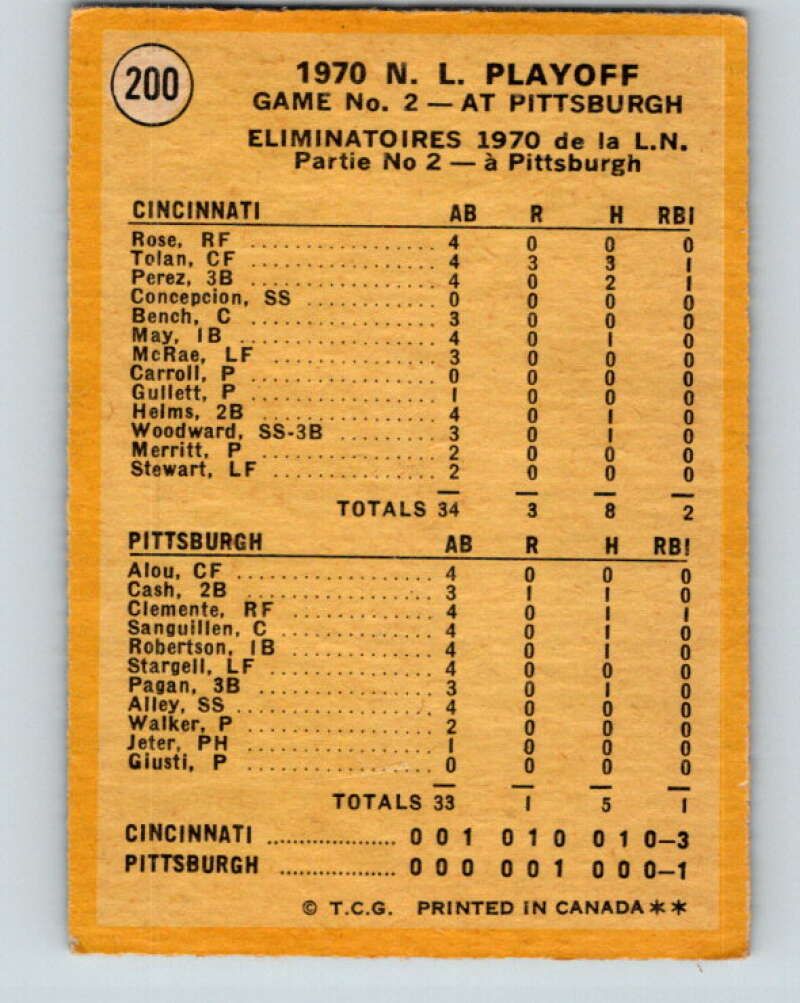 200
1970 N. L. PLAYOFF
GAME No. 2 — AT PITTSBURGH
ELIMINATOIRES 1970 de la L.N.
Partie No 2 — à Pittsburgh
CINCINNATI AB R H RBI
Rose, RF .................. 4 0 0 0
Tolan, CF .................. 4 3 3 1
Perez, 3B .................. 4 0 2 1
Concepcion, SS ............ 0 0 0 0
Bench, C .................. 3 0 0 0
May, 1B .................. 4 0 1 0
McRae, LF ................ 3 0 0 0
Carroll, P .................. 0 0 0 0
Gullett, P .................. 1 0 0 0
Helms, 2B ................ 4 0 1 0
Woodward, SS-3B ......... 3 0 1 0
Merritt, P ................ 2 0 0 0
Stewart, LF ................ 2 0 0 0
TOTALS 34 3 8 2
PITTSBURGH AB R H RBI
Alou, CF .................. 4 0 0 0
Cash, 2B .................. 3 1 1 0
Clemente, RF .............. 4 0 1 1
Sanguillen, C .............. 4 0 1 0
Robertson, 1B ............ 4 0 1 0
Stargell, LF .............. 4 0 0 0
Pagan, 3B ................ 3 0 1 0
Alley, SS .................. 4 0 0 0
Walker, P ................ 2 0 0 0
Jeter, PH .................. 1 0 0 0
Giusti, P .................. 0 0 0 0
TOTALS 33 1 5 1
CINCINNATI .................... 0 0 1 0 1 0 0 1 0—3
PITTSBURGH .................. 0 0 0 0 0 1 0 0 0—1
© T.C.G. PRINTED IN CANADA**